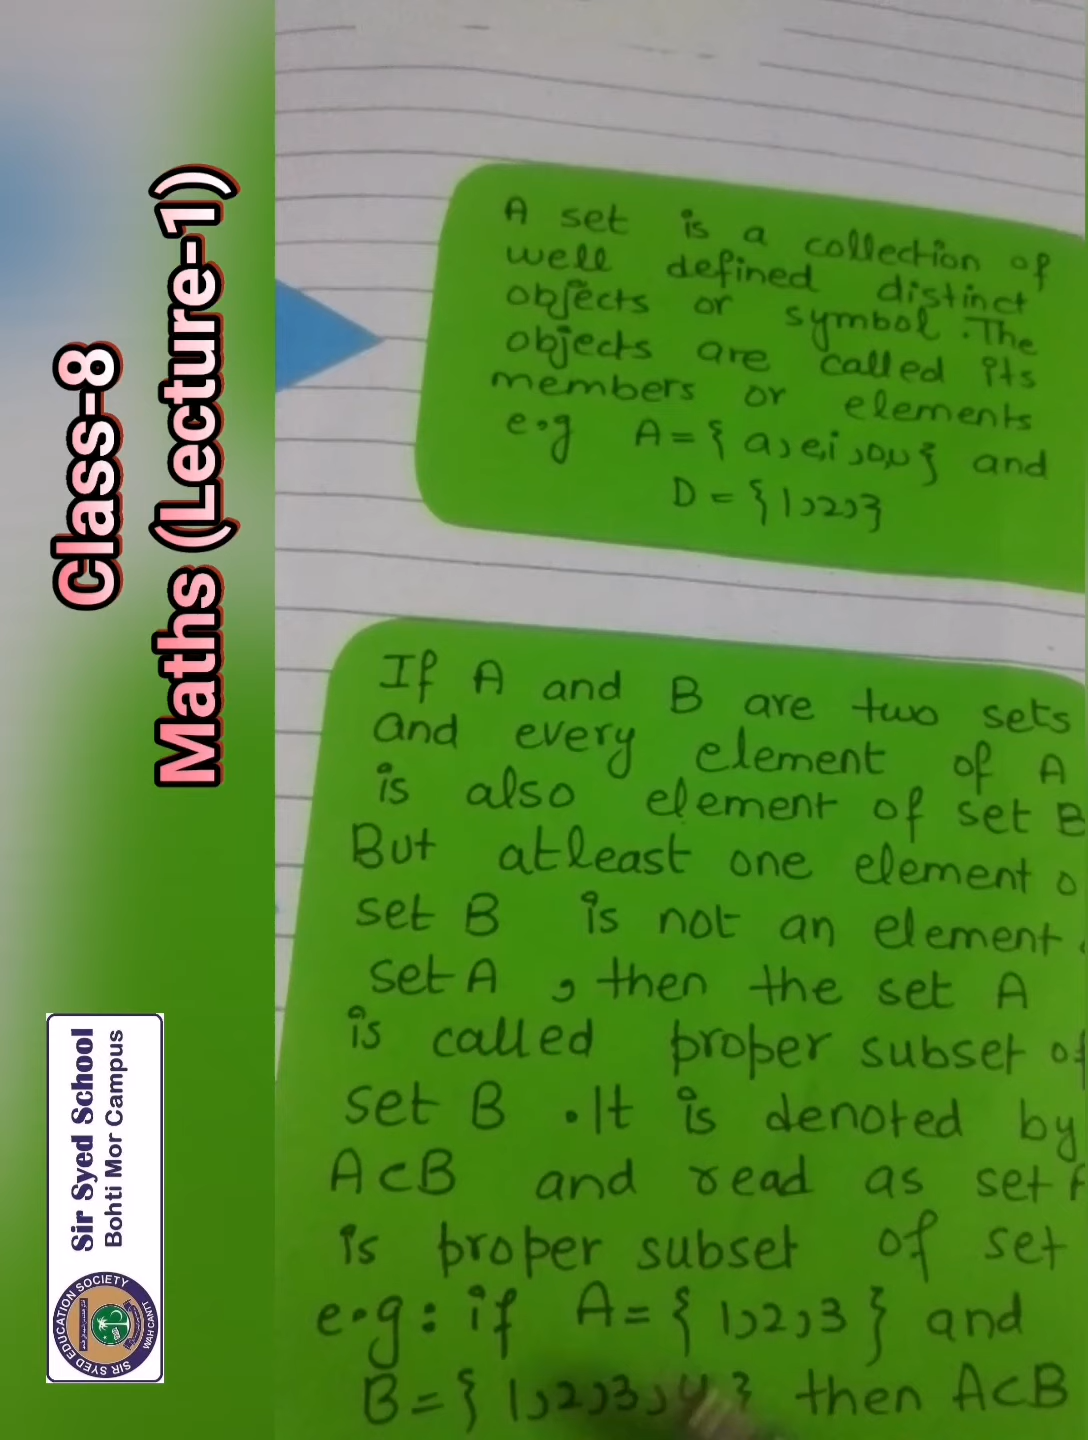 Class-8
Maths (Lecture-1)
Sir Syed School
Bohti Mor Campus
SIR SYED EDUCATION SOCIETY
WAH CANTT
A set is a collection of
well defined distinct
objects or symbol. The
objects are called its
members or elements
e.g A = { a, e, i, o, u } and
D = { 1, 2, 3 }
If A and B are two sets
and every element of A
is also element of set B
But atleast one element o
set B is not an element
set A , then the set A
is called proper subset of
set B . It is denoted by
A⊂B and read as set A
is proper subset of set
e.g: if A = { 1, 2, 3 } and
B = { 1, 2, 3, 4 } then A⊂B